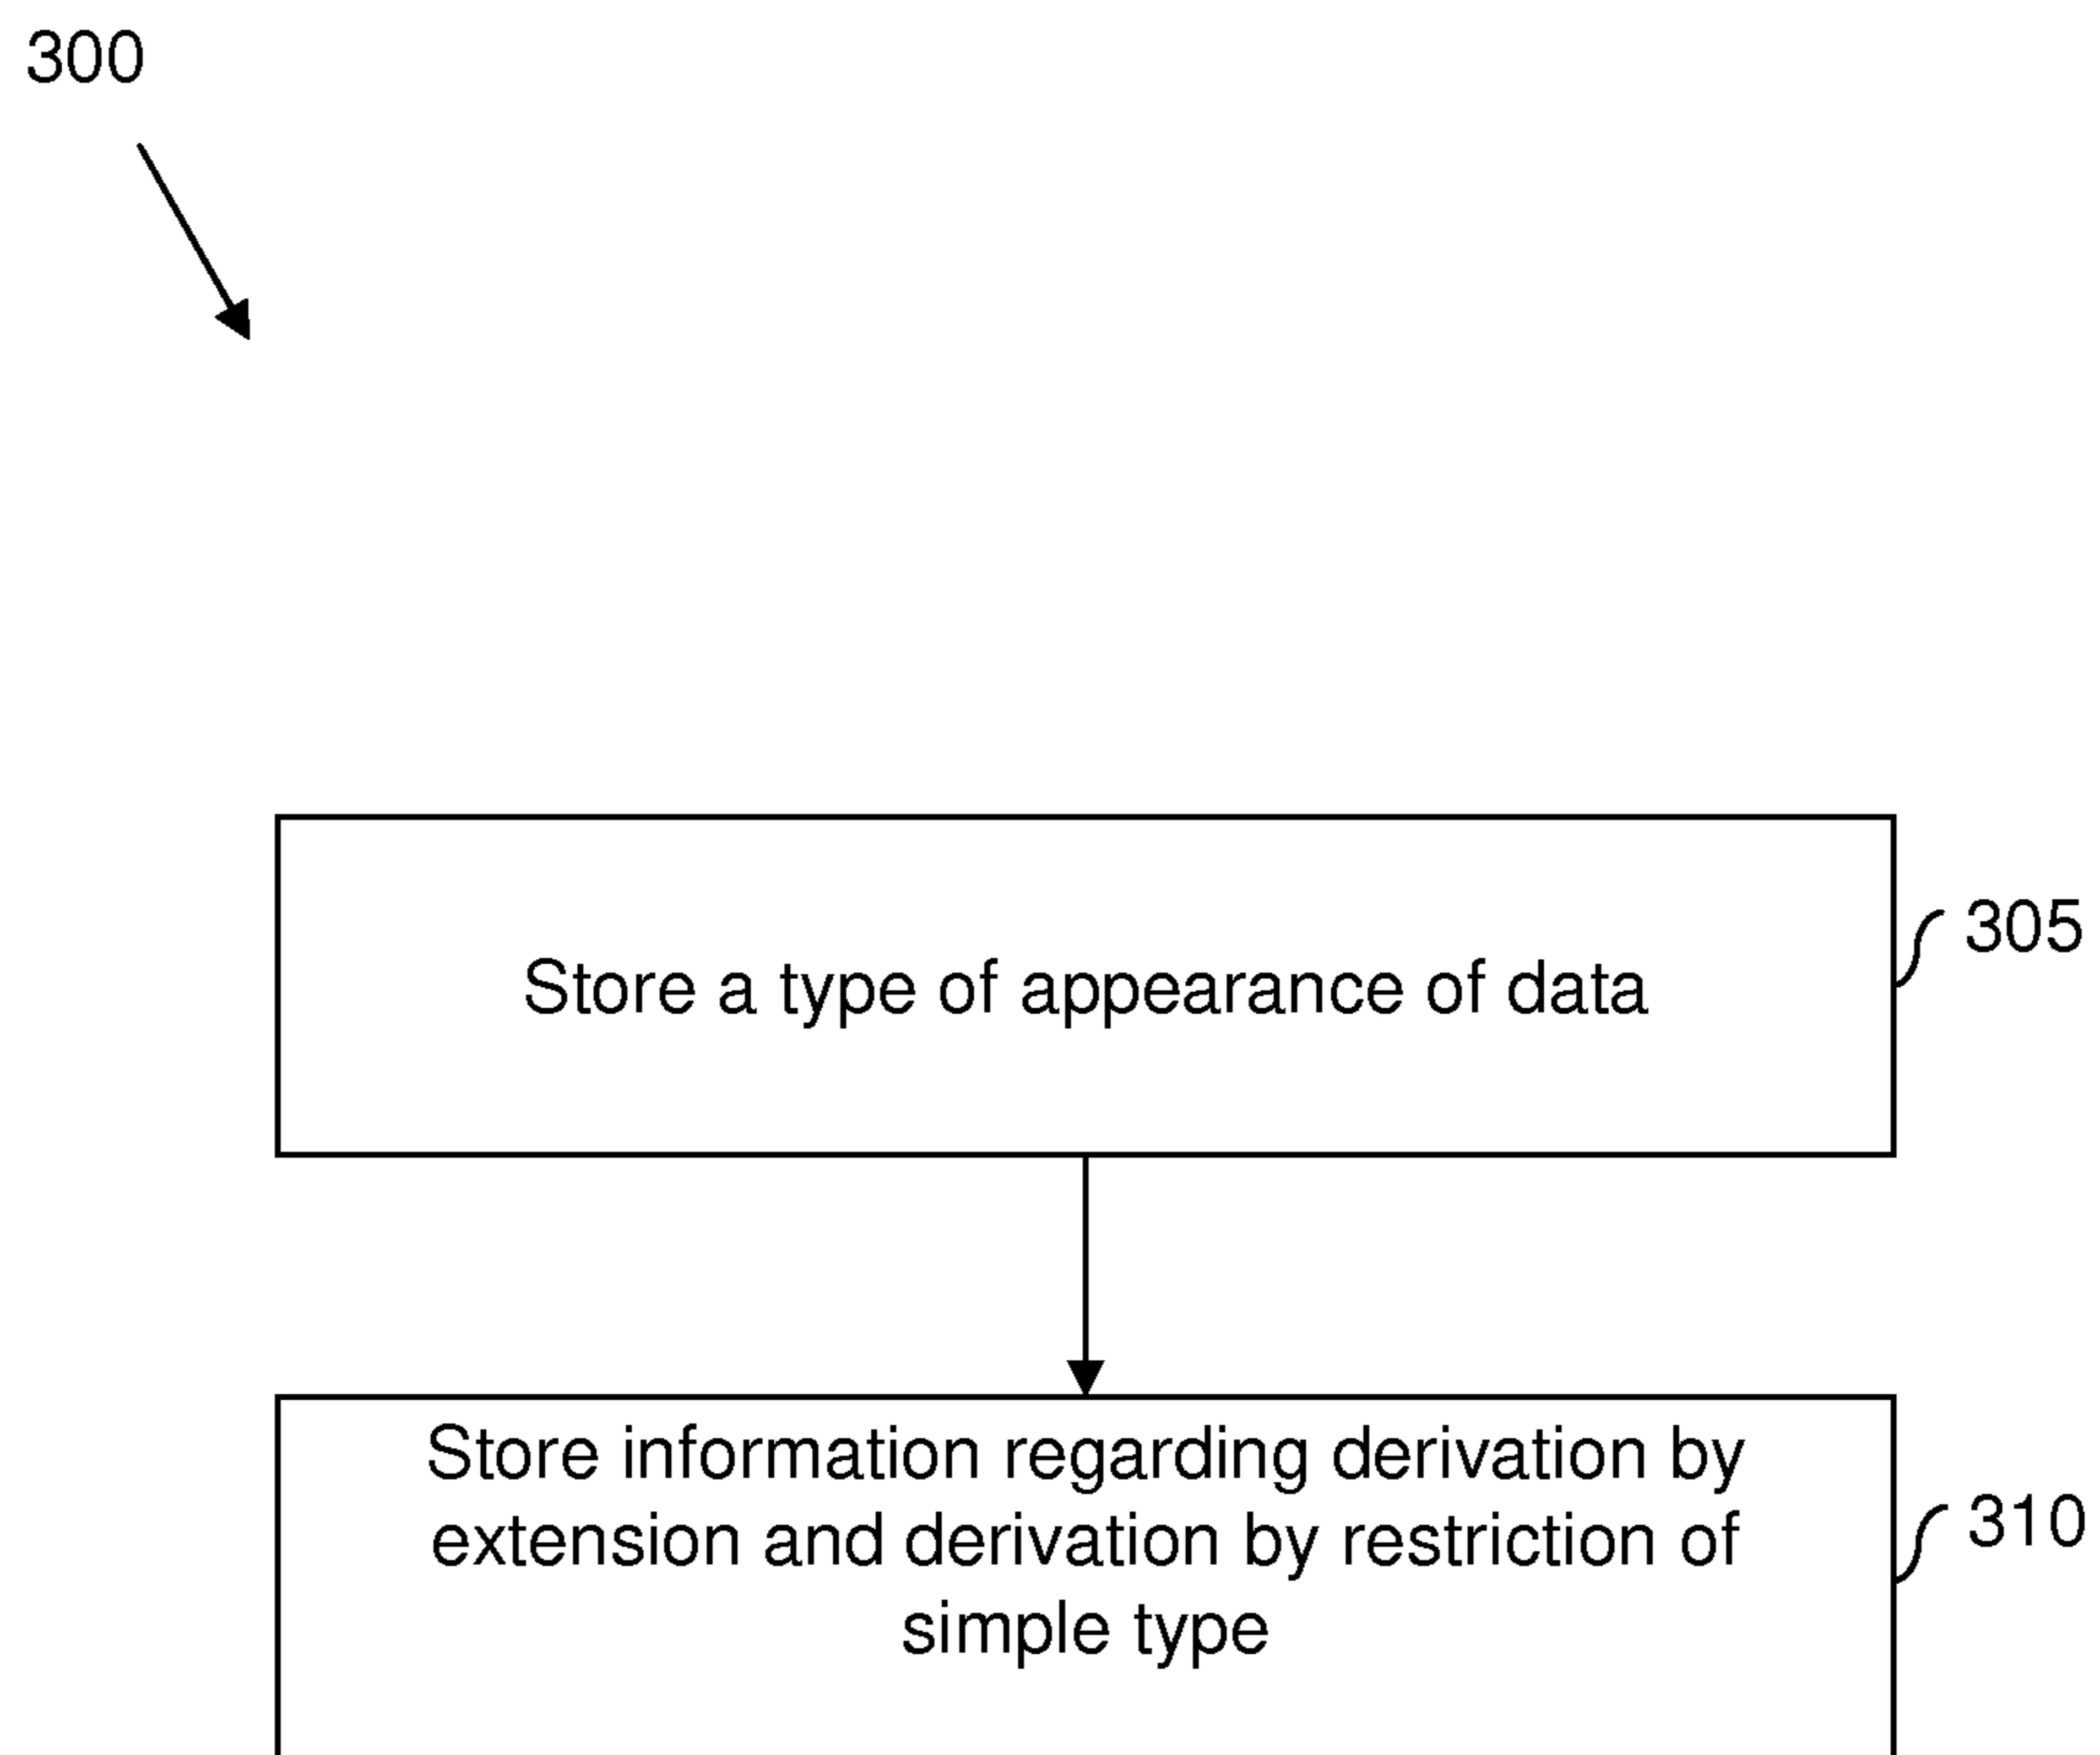 300
Store a type of appearance of data
305
Store information regarding derivation by
extension and derivation by restriction of
simple type
310